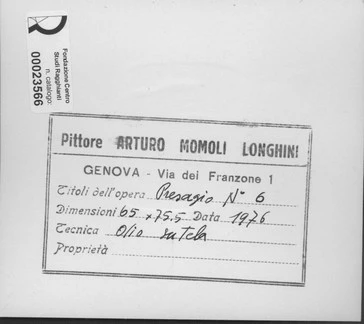 Fondazione Centro
Studi Ragghianti
n. catalogo
00023566
Pittore ARTURO MOMOLI LONGHINI
GENOVA - Via dei Franzone 1
Titoli dell'opera Presagio N° 6
Dimensioni 65 x 75.5 Data 1976
Tecnica Olio su tela
Proprietà